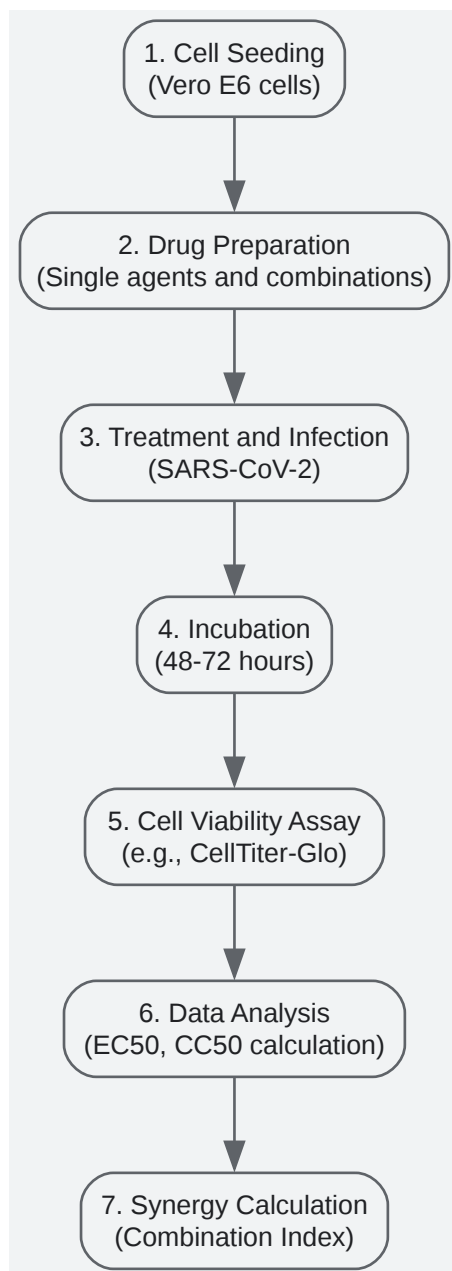 1. Cell Seeding
(Vero E6 cells)
2. Drug Preparation
(Single agents and combinations)
3. Treatment and Infection
(SARS-CoV-2)
4. Incubation
(48-72 hours)
5. Cell Viability Assay
(e.g., CellTiter-Glo)
6. Data Analysis
(EC50, CC50 calculation)
7. Synergy Calculation
(Combination Index)